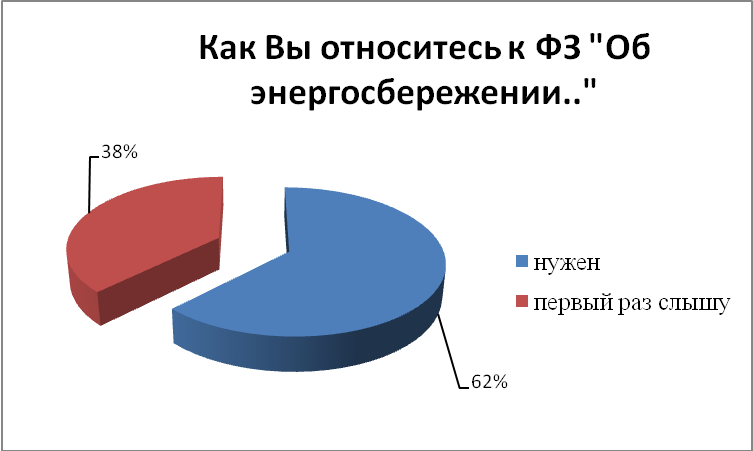 Как Вы относитесь к ФЗ "Об
энергосбережении.."
38%
нужен
первый раз слышу
62%